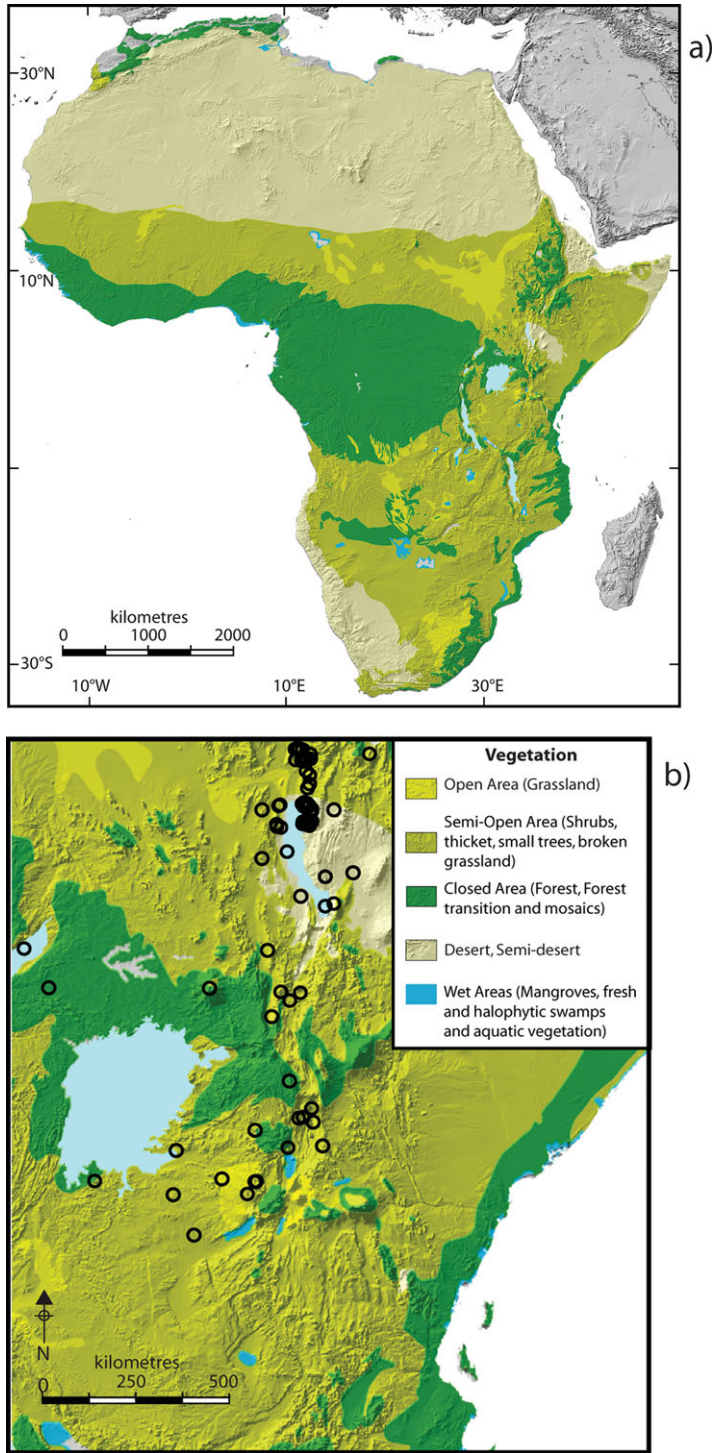 a)
30°N
10°N
30°S
kilometres
0 1000 2000
10°W 10°E 30°E
b)
Vegetation
Open Area (Grassland)
Semi-Open Area (Shrubs,
thicket, small trees, broken
grassland)
Closed Area (Forest, Forest
transition and mosaics)
Desert, Semi-desert
Wet Areas (Mangroves, fresh
and halophytic swamps
and aquatic vegetation)
N
kilometres
0 250 500